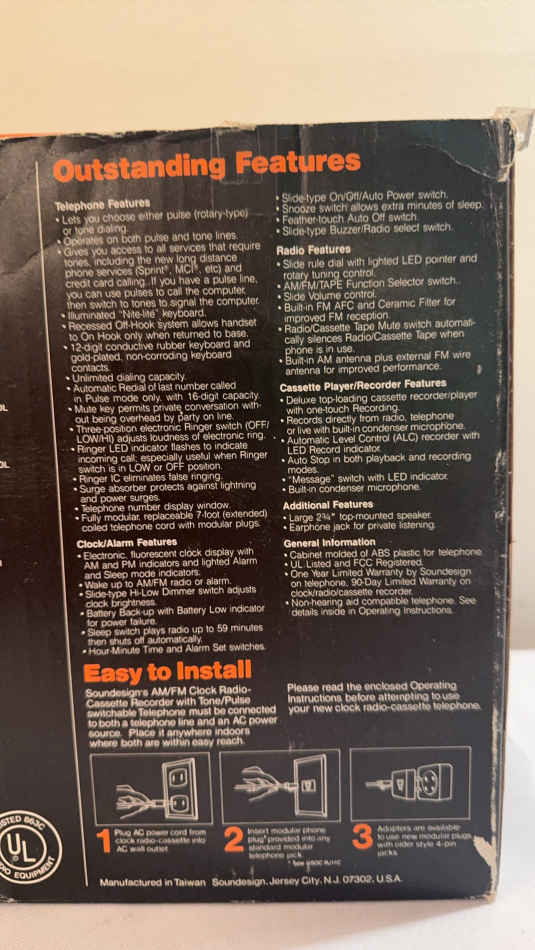 Outstanding Features
Telephone Features
• Lets you choose either pulse (rotary-type)
or tone dialing.
• Operates on both pulse and tone lines.
• Gives you access to all services that require
tones, including the new long distance
phone services (Sprint®, MCI®, etc) and
credit card calling. If you have a pulse line,
you can use pulses to call the computer,
then switch to tones to signal the computer.
• Illuminated "Nite-lite" keyboard.
• Recessed Off-Hook system allows handset
to On Hook only when returned to base.
• 12-digit conductive rubber keyboard and
gold-plated, non-corroding keyboard
contacts.
• Unlimited dialing capacity.
• Automatic Redial of last number called
in Pulse mode only, with 16-digit capacity.
• Mute key permits private conversation with-
out being overhead by party on line.
• Three-position electronic Ringer switch (OFF/
LOW/HI) adjusts loudness of electronic ring.
• Ringer LED indicator flashes to indicate
incoming call; especially useful when Ringer
switch is in LOW or OFF position.
• Ringer IC eliminates false ringing.
• Surge absorber protects against lightning
and power surges.
• Telephone number display window.
• Fully modular, replaceable 7-foot (extended)
coiled telephone cord with modular plugs.
Clock/Alarm Features
• Electronic, fluorescent clock display with
AM and PM indicators and lighted Alarm
and Sleep mode indicators.
• Wake up to AM/FM radio or alarm.
• Slide-type Hi-Low Dimmer switch adjusts
clock brightness.
• Battery Back-up with Battery Low indicator
for power failure.
• Sleep switch plays radio up to 59 minutes
then shuts off automatically.
• Hour-Minute Time and Alarm Set switches.
• Slide-type On/Off/Auto Power switch.
• Snooze switch allows extra minutes of sleep.
• Feather-touch Auto Off switch.
• Slide-type Buzzer/Radio select switch.
Radio Features
• Slide rule dial with lighted LED pointer and
rotary tuning control.
• AM/FM/TAPE Function Selector switch.
• Slide Volume control.
• Built-in FM AFC and Ceramic Filter for
improved FM reception.
• Radio/Cassette Tape Mute switch automati-
cally silences Radio/Cassette Tape when
phone is in use.
• Built-in AM antenna plus external FM wire
antenna for improved performance.
Cassette Player/Recorder Features
• Deluxe top-loading cassette recorder/player
with one-touch Recording.
• Records directly from radio, telephone
or live with built-in condenser microphone.
• Automatic Level Control (ALC) recorder with
LED Record indicator.
• Auto Stop in both playback and recording
modes.
• "Message" switch with LED indicator.
• Built-in condenser microphone.
Additional Features
• Large 2¾" top-mounted speaker.
• Earphone jack for private listening.
General Information
• Cabinet molded of ABS plastic for telephone.
• UL Listed and FCC Registered.
• One Year Limited Warranty by Soundesign
on telephone, 90-Day Limited Warranty on
clock/radio/cassette recorder.
• Non-hearing aid compatible telephone. See
details inside in Operating Instructions.
Easy to Install
Soundesign's AM/FM Clock Radio-
Cassette Recorder with Tone/Pulse
switchable Telephone must be connected
to both a telephone line and an AC power
source. Place it anywhere indoors
where both are within easy reach.
Please read the enclosed Operating
Instructions before attempting to use
your new clock radio-cassette telephone.
1 Plug AC power cord from
clock radio-cassette into
AC wall outlet
2 Insert modular phone
plug* provided into any
standard modular
telephone jack
3 Adapters are available
to use new modular plugs
with older style 4-pin
jacks
Manufactured in Taiwan Soundesign, Jersey City, N.J. 07302, U.S.A.
863C
UL
EQUIPMENT